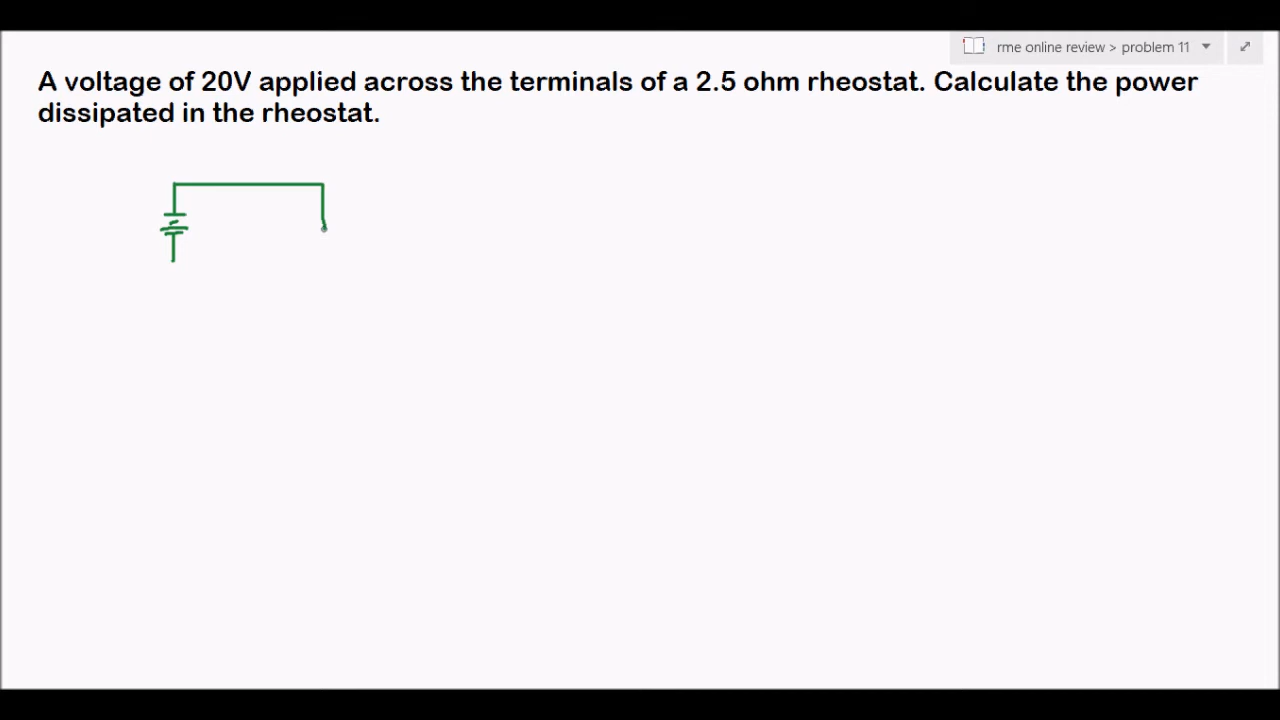 rme online review > problem 11
A voltage of 20V applied across the terminals of a 2.5 ohm rheostat. Calculate the power
dissipated in the rheostat.